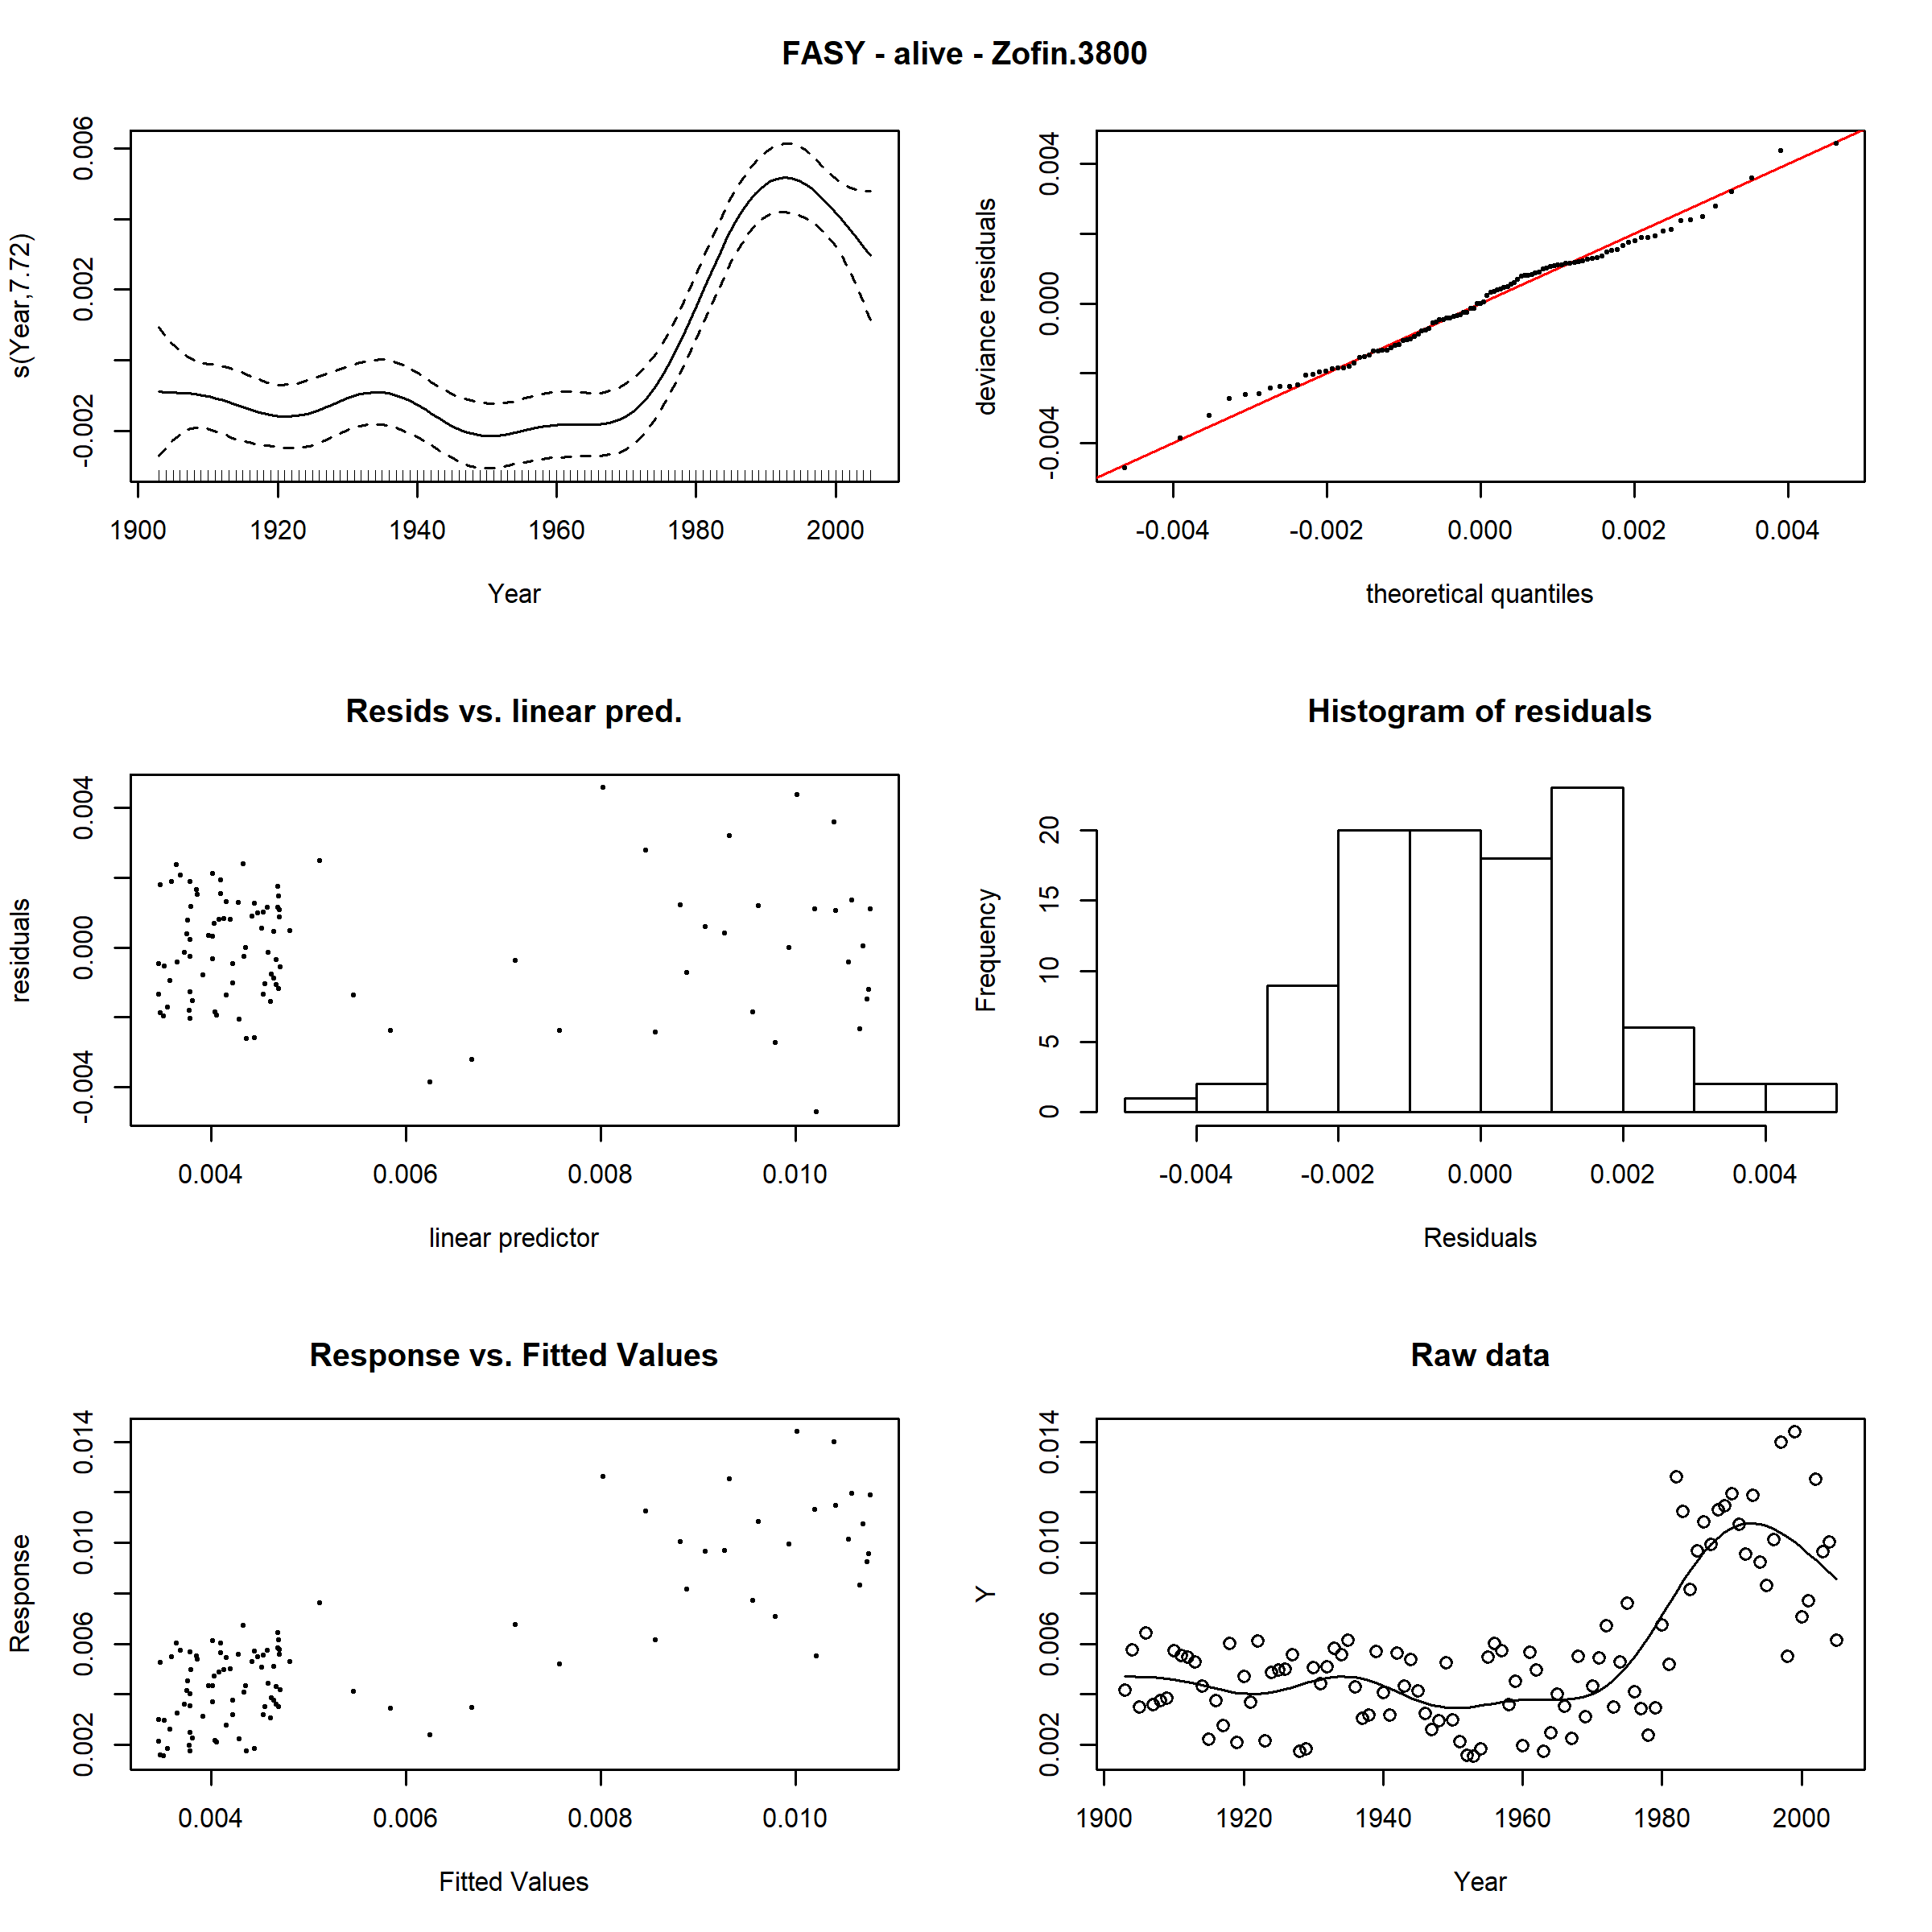 FASY - alive - Zofin.3800
s(Year,7.72)
-0.002 0.002 0.006
1900 1920 1940 1960 1980 2000
Year
deviance residuals
-0.004 0.000 0.004
-0.004 -0.002 0.000 0.002 0.004
theoretical quantiles
Resids vs. linear pred.
residuals
-0.004 0.000 0.004
0.004 0.006 0.008 0.010
linear predictor
Histogram of residuals
Frequency
0 5 10 15 20
-0.004 -0.002 0.000 0.002 0.004
Residuals
Response vs. Fitted Values
Response
0.002 0.006 0.010 0.014
0.004 0.006 0.008 0.010
Fitted Values
Raw data
Y
0.002 0.006 0.010 0.014
1900 1920 1940 1960 1980 2000
Year